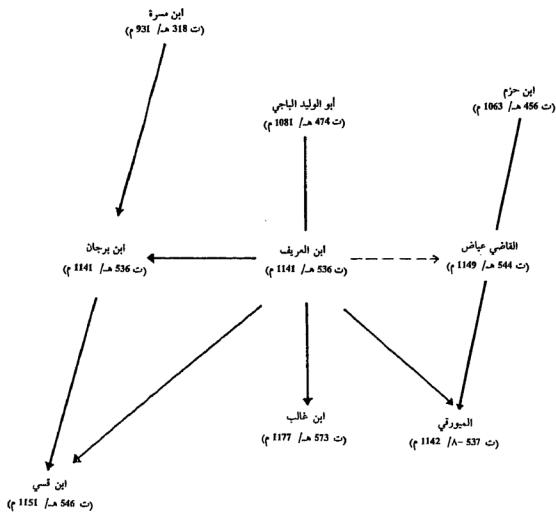 ابن مسرة
(ت 318 هـ/ 931 م)
أبو الوليد الباجي
(ت 474 هـ/ 1081 م)
ابن حزم
(ت 456 هـ/ 1063 م)
ابن برجان
(ت 536 هـ/ 1141 م)
ابن العريف
(ت 536 هـ/ 1141 م)
القاضي عياض
(ت 544 هـ/ 1149 م)
ابن غالب
(ت 573 هـ/ 1177 م)
الميورقي
(ت 537 –٨/ 1142 م)
ابن قسي
(ت 546 هـ/ 1151 م)